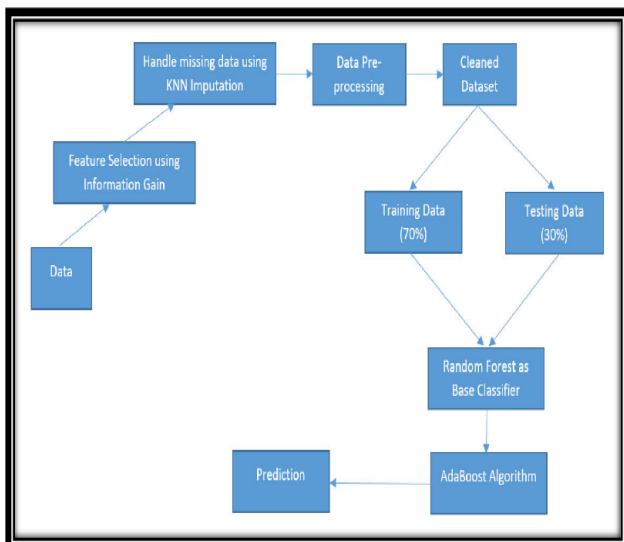 Data
Feature Selection using
Information Gain
Handle missing data using
KNN Imputation
Data Pre-
processing
Cleaned
Dataset
Training Data
(70%)
Testing Data
(30%)
Random Forest as
Base Classifier
AdaBoost Algorithm
Prediction